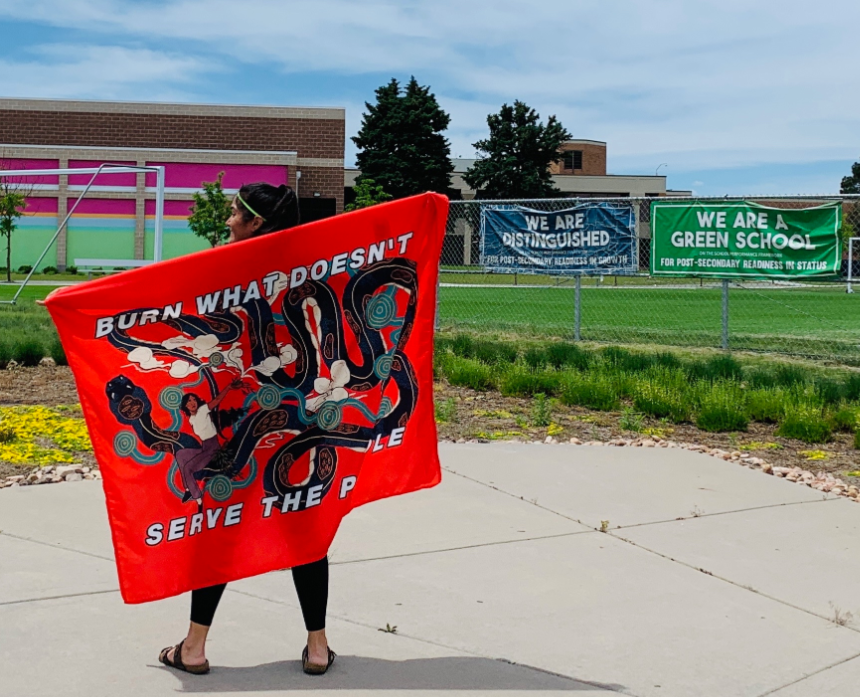 BURN WHAT DOESN'T
SERVE THE P LE
WE ARE
DISTINGUISHED
FOR POST-SECONDARY READINESS IN GROWTH
WE ARE A
GREEN SCHOOL
FOR POST-SECONDARY READINESS IN STATUS